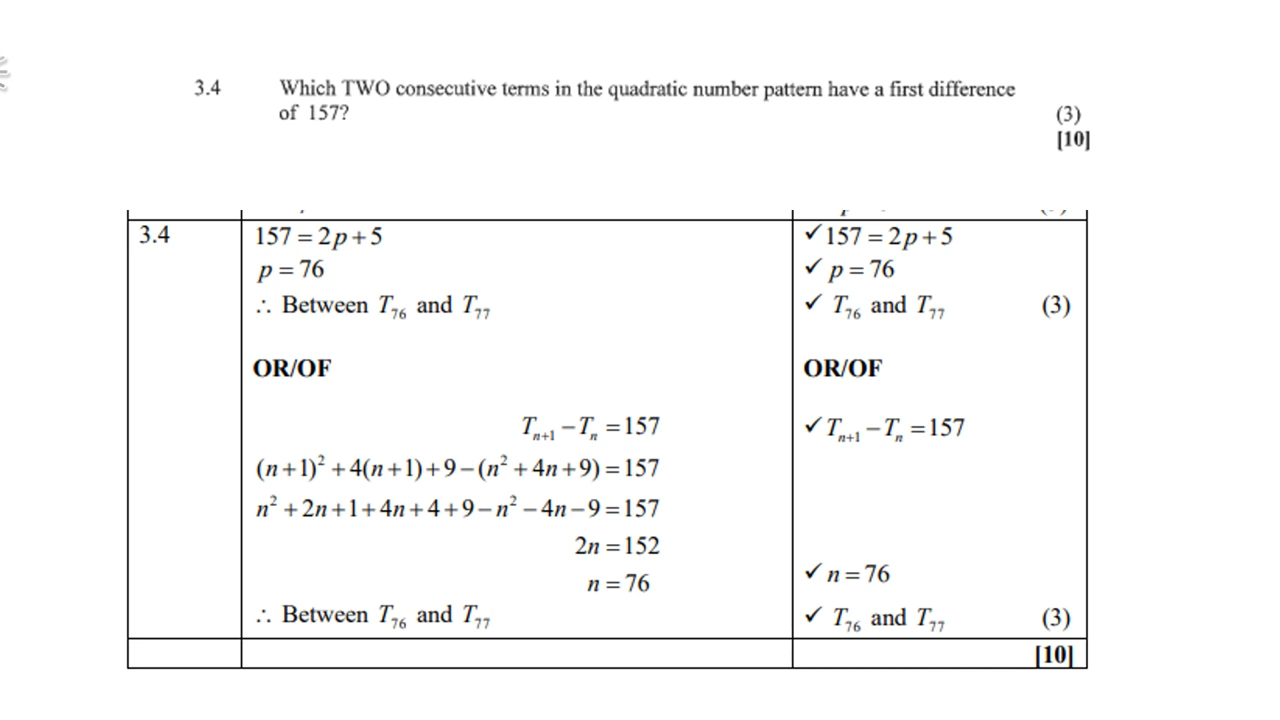 3.4 Which TWO consecutive terms in the quadratic number pattern have a first difference
of 157? (3)
[10]
3.4 157 = 2p + 5 ✓ 157 = 2p + 5
p = 76 ✓ p = 76
∴ Between T₇₆ and T₇₇ ✓ T₇₆ and T₇₇ (3)
OR/OF OR/OF
Tₙ₊₁ − Tₙ = 157 ✓ Tₙ₊₁ − Tₙ = 157
(n + 1)² + 4(n + 1) + 9 − (n² + 4n + 9) = 157
n² + 2n + 1 + 4n + 4 + 9 − n² − 4n − 9 = 157
2n = 152
n = 76 ✓ n = 76
∴ Between T₇₆ and T₇₇ ✓ T₇₆ and T₇₇ (3)
[10]